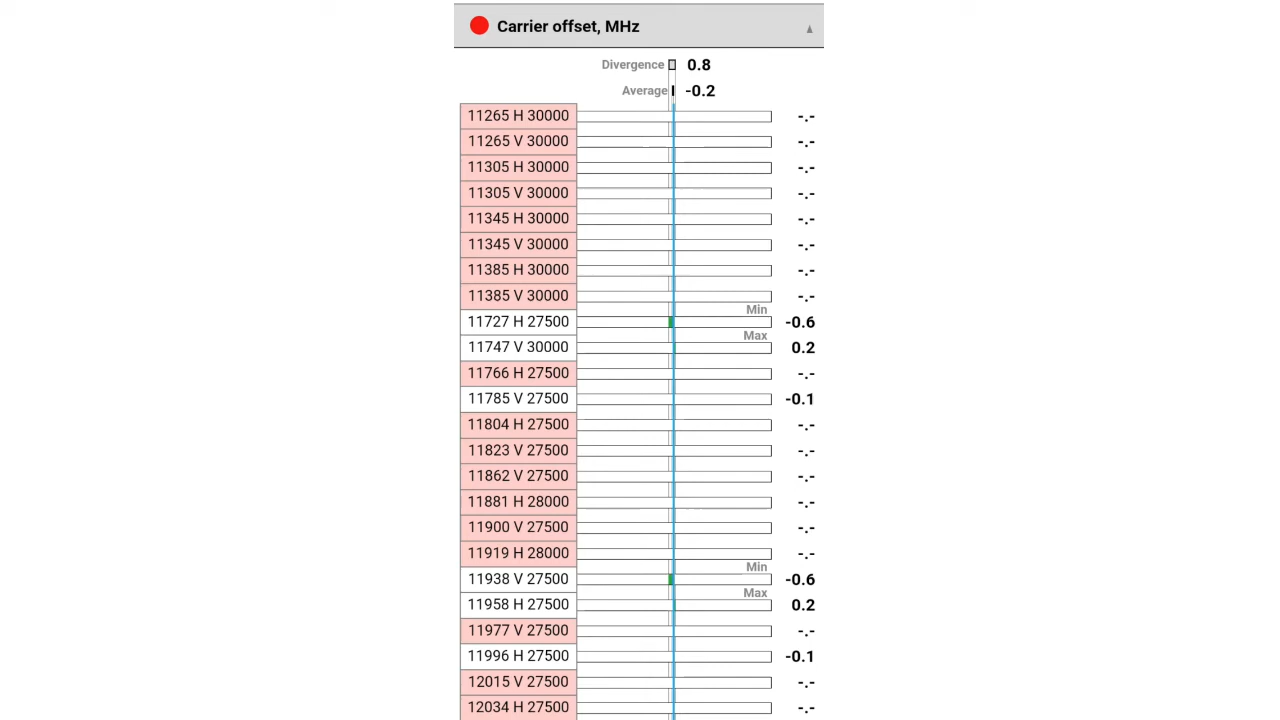 Carrier offset, MHz ▲
Divergence 0.8
Average -0.2
11265 H 30000 -.-
11265 V 30000 -.-
11305 H 30000 -.-
11305 V 30000 -.-
11345 H 30000 -.-
11345 V 30000 -.-
11385 H 30000 -.-
11385 V 30000 -.-
Min
11727 H 27500 -0.6
Max
11747 V 30000 0.2
11766 H 27500 -.-
11785 V 27500 -0.1
11804 H 27500 -.-
11823 V 27500 -.-
11862 V 27500 -.-
11881 H 28000 -.-
11900 V 27500 -.-
11919 H 28000 -.-
Min
11938 V 27500 -0.6
Max
11958 H 27500 0.2
11977 V 27500 -.-
11996 H 27500 -0.1
12015 V 27500 -.-
12034 H 27500 -.-